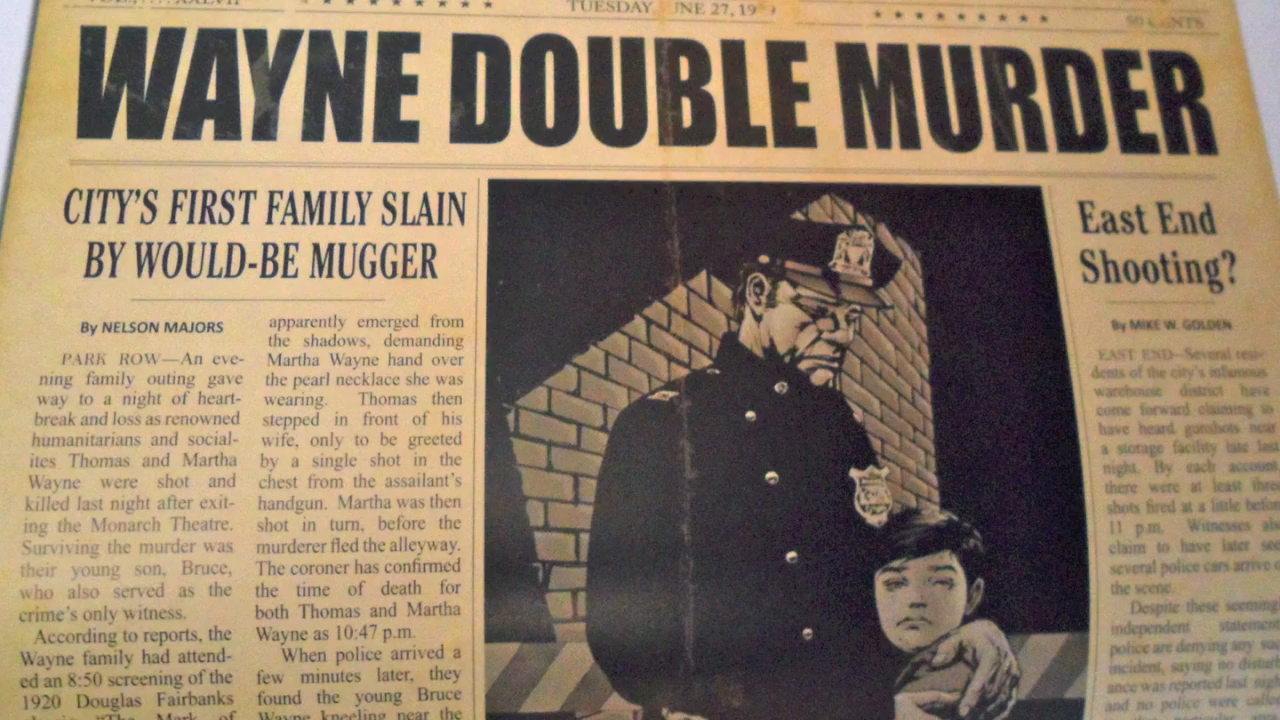 TUESDAY
27, 19
WAYNE DOUBLE MURDER
CITY'S FIRST FAMILY SLAIN
BY WOULD-BE MUGGER
By NELSON MAJORS
PARK ROW—An eve-
ning family outing gave
way to a night of heart-
break and loss as renowned
humanitarians and social-
ites Thomas and Martha
Wayne were shot and
killed last night after exit-
ing the Monarch Theatre.
Surviving the murder was
their young son, Bruce,
who also served as the
crime's only witness.
According to reports, the
Wayne family had attend-
ed an 8:50 screening of the
1920 Douglas Fairbanks
"The Mark of
apparently emerged from
the shadows, demanding
Martha Wayne hand over
the pearl necklace she was
wearing. Thomas then
stepped in front of his
wife, only to be greeted
by a single shot in the
chest from the assailant's
handgun. Martha was then
shot in turn, before the
murderer fled the alleyway.
The coroner has confirmed
the time of death for
both Thomas and Martha
Wayne as 10:47 p.m.
When police arrived a
few minutes later, they
found the young Bruce
Wayne kneeling near the
East End
Shooting?
By MIKE W. GOLDEN
EAST END—Several resi-
dents of the city's infamous
warehouse district have
come forward claiming to
have heard gunshots near
a storage facility late last
night. By each account
there were at least three
shots fired at a little before
11 p.m. Witnesses also
claim to have later seen
several police cars arrive
the scene.
Despite these seeming
independent statement
police are denying any
incident, saying no
ance was reported last night
and no police were called